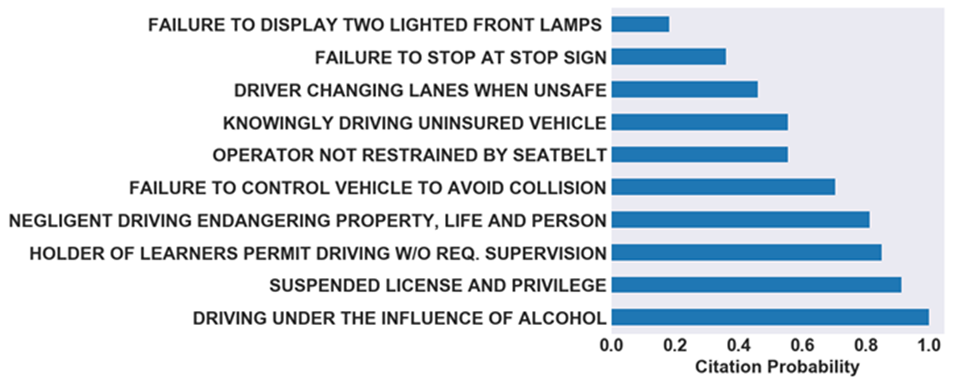 FAILURE TO DISPLAY TWO LIGHTED FRONT LAMPS
FAILURE TO STOP AT STOP SIGN
DRIVER CHANGING LANES WHEN UNSAFE
KNOWINGLY DRIVING UNINSURED VEHICLE
OPERATOR NOT RESTRAINED BY SEATBELT
FAILURE TO CONTROL VEHICLE TO AVOID COLLISION
NEGLIGENT DRIVING ENDANGERING PROPERTY, LIFE AND PERSON
HOLDER OF LEARNERS PERMIT DRIVING W/O REQ. SUPERVISION
SUSPENDED LICENSE AND PRIVILEGE
DRIVING UNDER THE INFLUENCE OF ALCOHOL
0.0 0.2 0.4 0.6 0.8 1.0
Citation Probability